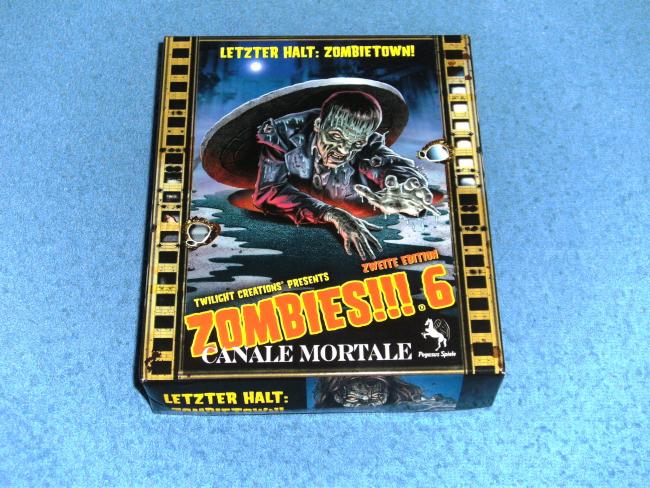 LETZTER HALT: ZOMBIETOWN!
ZWEITE EDITION
TWILIGHT CREATIONS' PRESENTS
ZOMBIES!!! 6
CANALE MORTALE
Pegasus Spiele
LETZTER HALT:
ZOMBIETOWN!